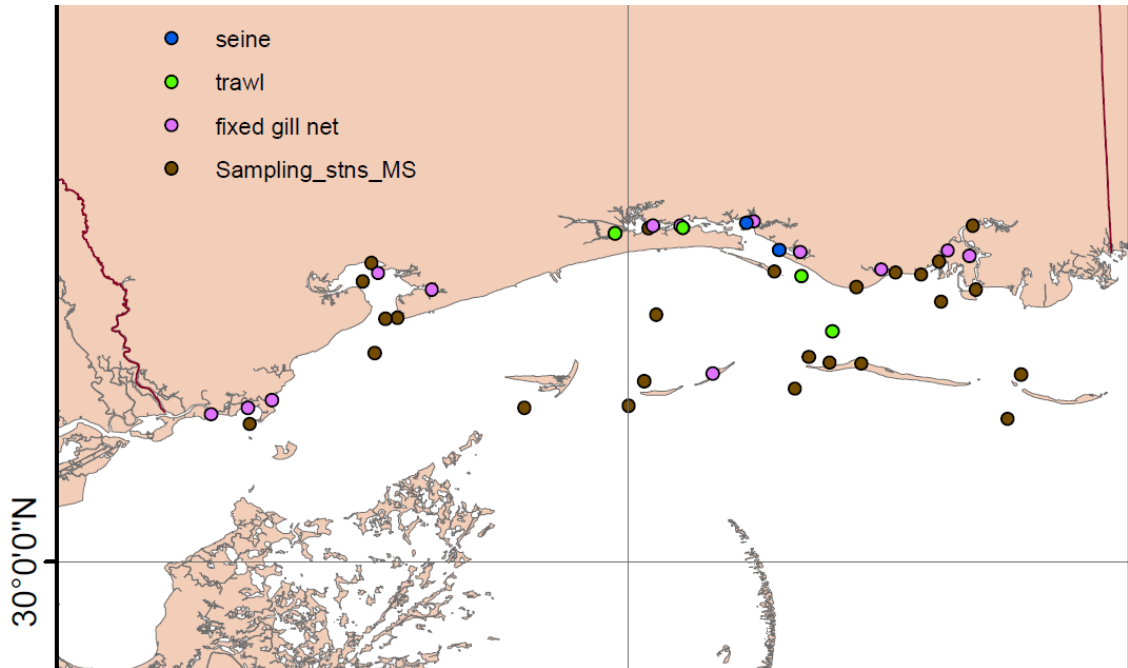 seine
trawl
fixed gill net
Sampling_stns_MS
30°0'0"N